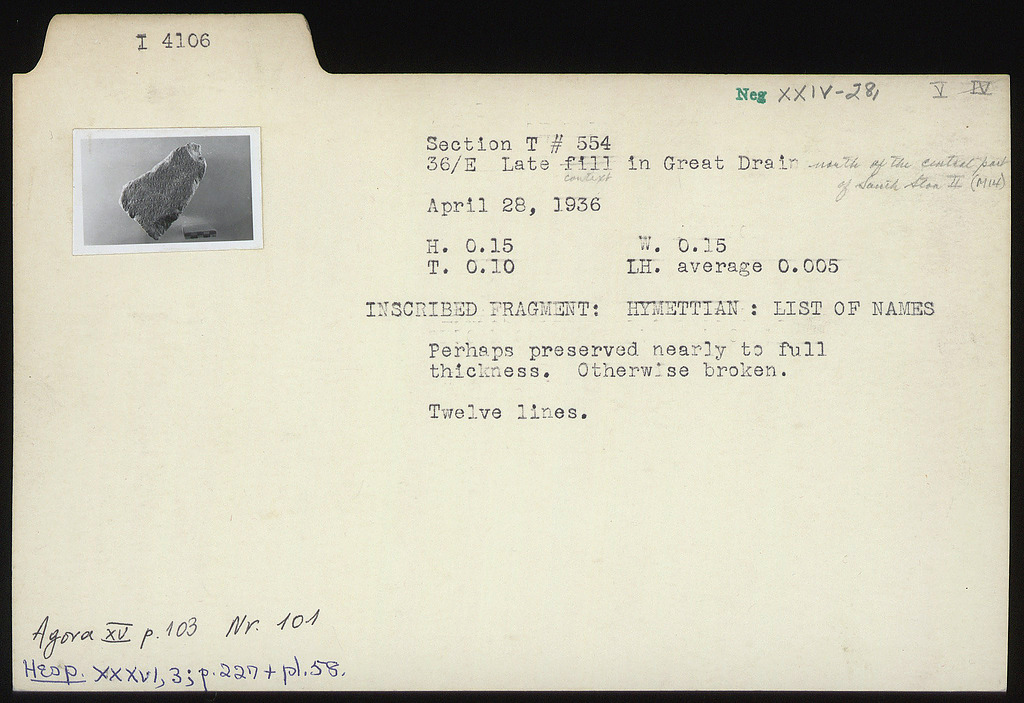 I 4106
Neg XXIV-28, V IV
Section T # 554
36/E Late fill in Great Drain north of the central part
context of South Stoa II (M14)
April 28, 1936
H. 0.15 W. 0.15
T. 0.10 LH. average 0.005
INSCRIBED FRAGMENT: HYMETTIAN : LIST OF NAMES
Perhaps preserved nearly to full
thickness. Otherwise broken.
Twelve lines.
Agora XV p. 103 Nr. 101
Hesp. XXXVI, 3; p. 227 + pl. 58.